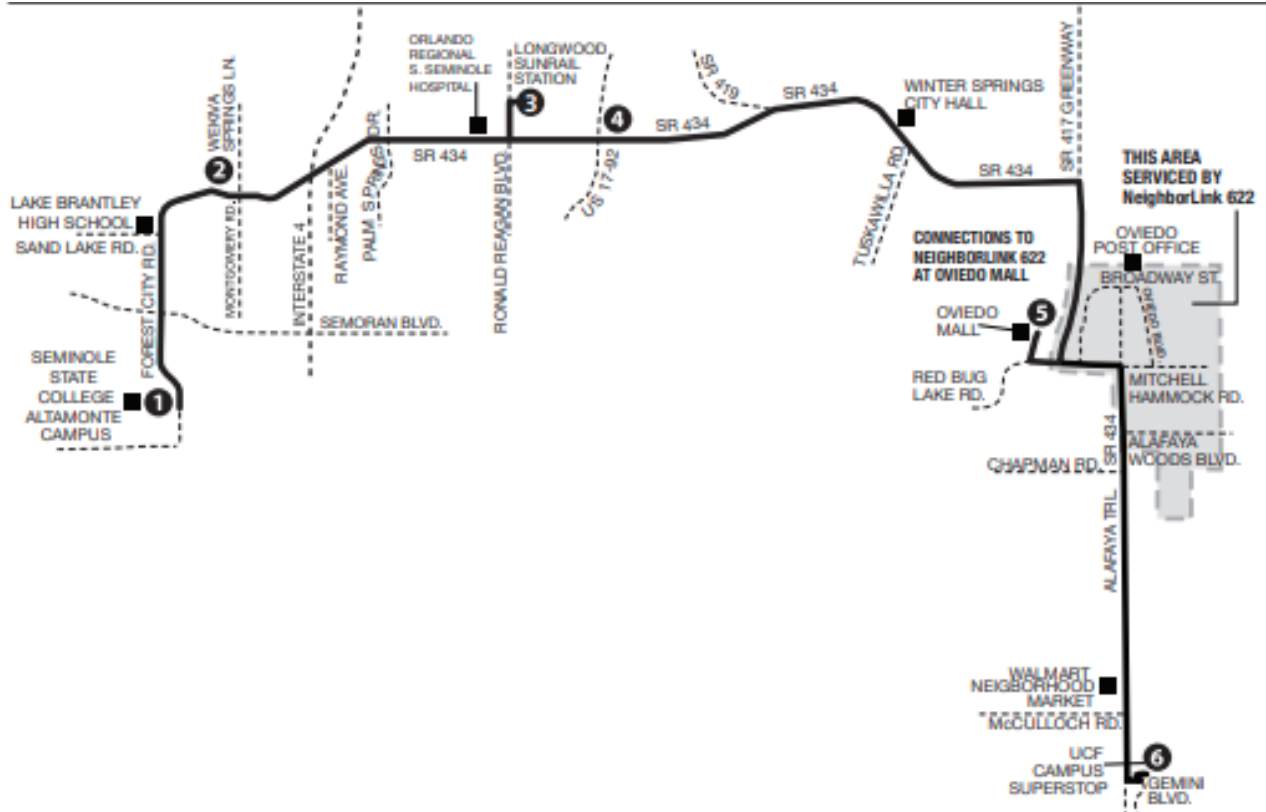 ORLANDO
REGIONAL
S. SEMINOLE
HOSPITAL
LONGWOOD
SUNRAIL
STATION
3
WEKIVA
SPRINGS LN.
2
MONTGOMERY RD.
LAKE BRANTLEY
HIGH SCHOOL
SAND LAKE RD.
FOREST CITY RD.
SEMINOLE
STATE
COLLEGE
ALTAMONTE
CAMPUS
1
INTERSTATE 4
RAYMOND AVE.
PALM SPRINGS DR.
SEMORAN BLVD.
SR 434
RONALD REAGAN BLVD.
4
US 17-92
SR 434
SR 419
SR 434
WINTER SPRINGS
CITY HALL
TUSKAWILLA RD.
SR 434
SR 417 GREENWAY
THIS AREA
SERVICED BY
NeighborLink 622
CONNECTIONS TO
NEIGHBORLINK 622
AT OVIEDO MALL
OVIEDO
POST OFFICE
BROADWAY ST.
OVIEDO BLVD
OVIEDO
MALL
5
RED BUG
LAKE RD.
MITCHELL
HAMMOCK RD.
SR 434
ALAFAYA
WOODS BLVD.
CHAPMAN RD.
ALAFAYA TRL.
WALMART
NEIGBORHOOD
MARKET
McCULLOCH RD.
UCF
CAMPUS
SUPERSTOP
6
GEMINI
BLVD.